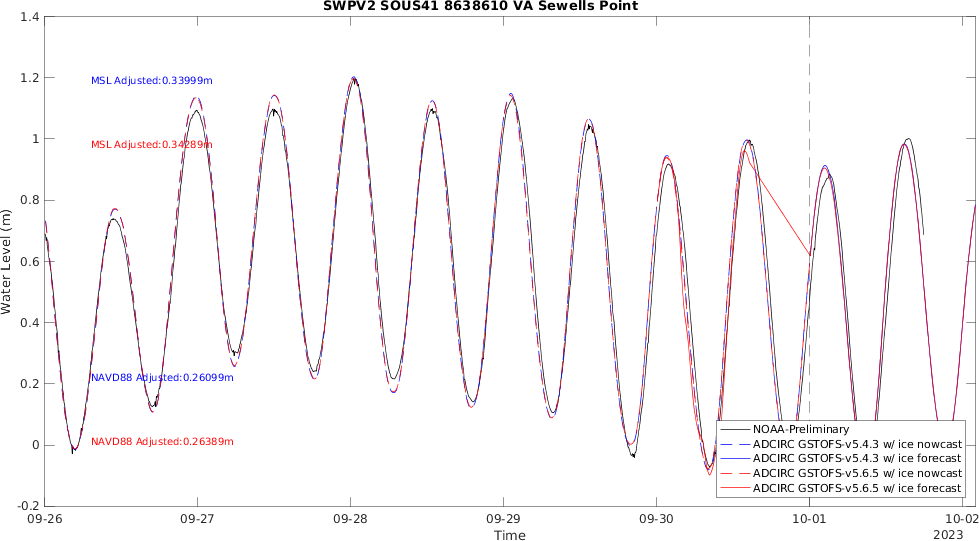 SWPV2 SOUS41 8638610 VA Sewells Point
1.4
1.2
1
0.8
0.6
0.4
0.2
0
-0.2
Water Level (m)
MSL Adjusted:0.33999m
MSL Adjusted:0.34289m
NAVD88 Adjusted:0.26099m
NAVD88 Adjusted:0.26389m
NOAA-Preliminary
ADCIRC GSTOFS-v5.4.3 w/ ice nowcast
ADCIRC GSTOFS-v5.4.3 w/ ice forecast
ADCIRC GSTOFS-v5.6.5 w/ ice nowcast
ADCIRC GSTOFS-v5.6.5 w/ ice forecast
09-26 09-27 09-28 09-29 09-30 10-01 10-02
Time
2023